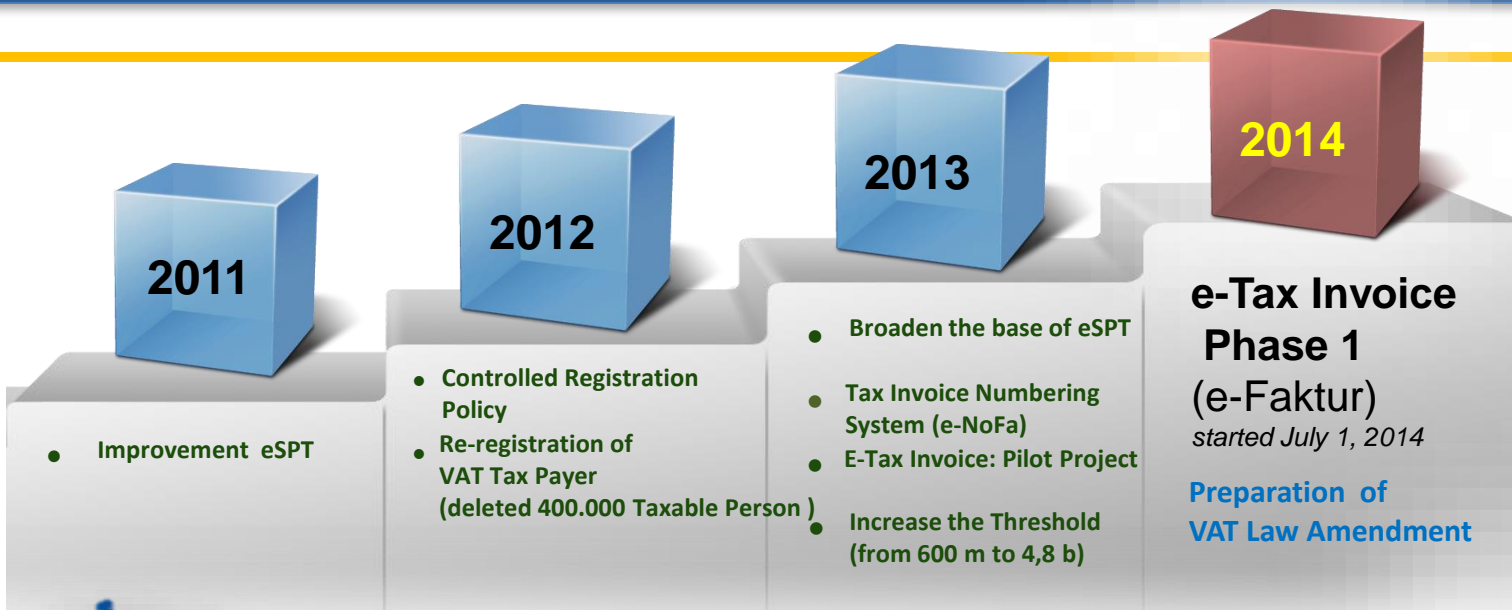 2011
• Improvement eSPT
2012
• Controlled Registration
Policy
• Re-registration of
VAT Tax Payer
(deleted 400.000 Taxable Person )
2013
• Broaden the base of eSPT
• Tax Invoice Numbering
System (e-NoFa)
• E-Tax Invoice: Pilot Project
• Increase the Threshold
(from 600 m to 4,8 b)
2014
e-Tax Invoice
Phase 1
(e-Faktur)
started July 1, 2014
Preparation of
VAT Law Amendment